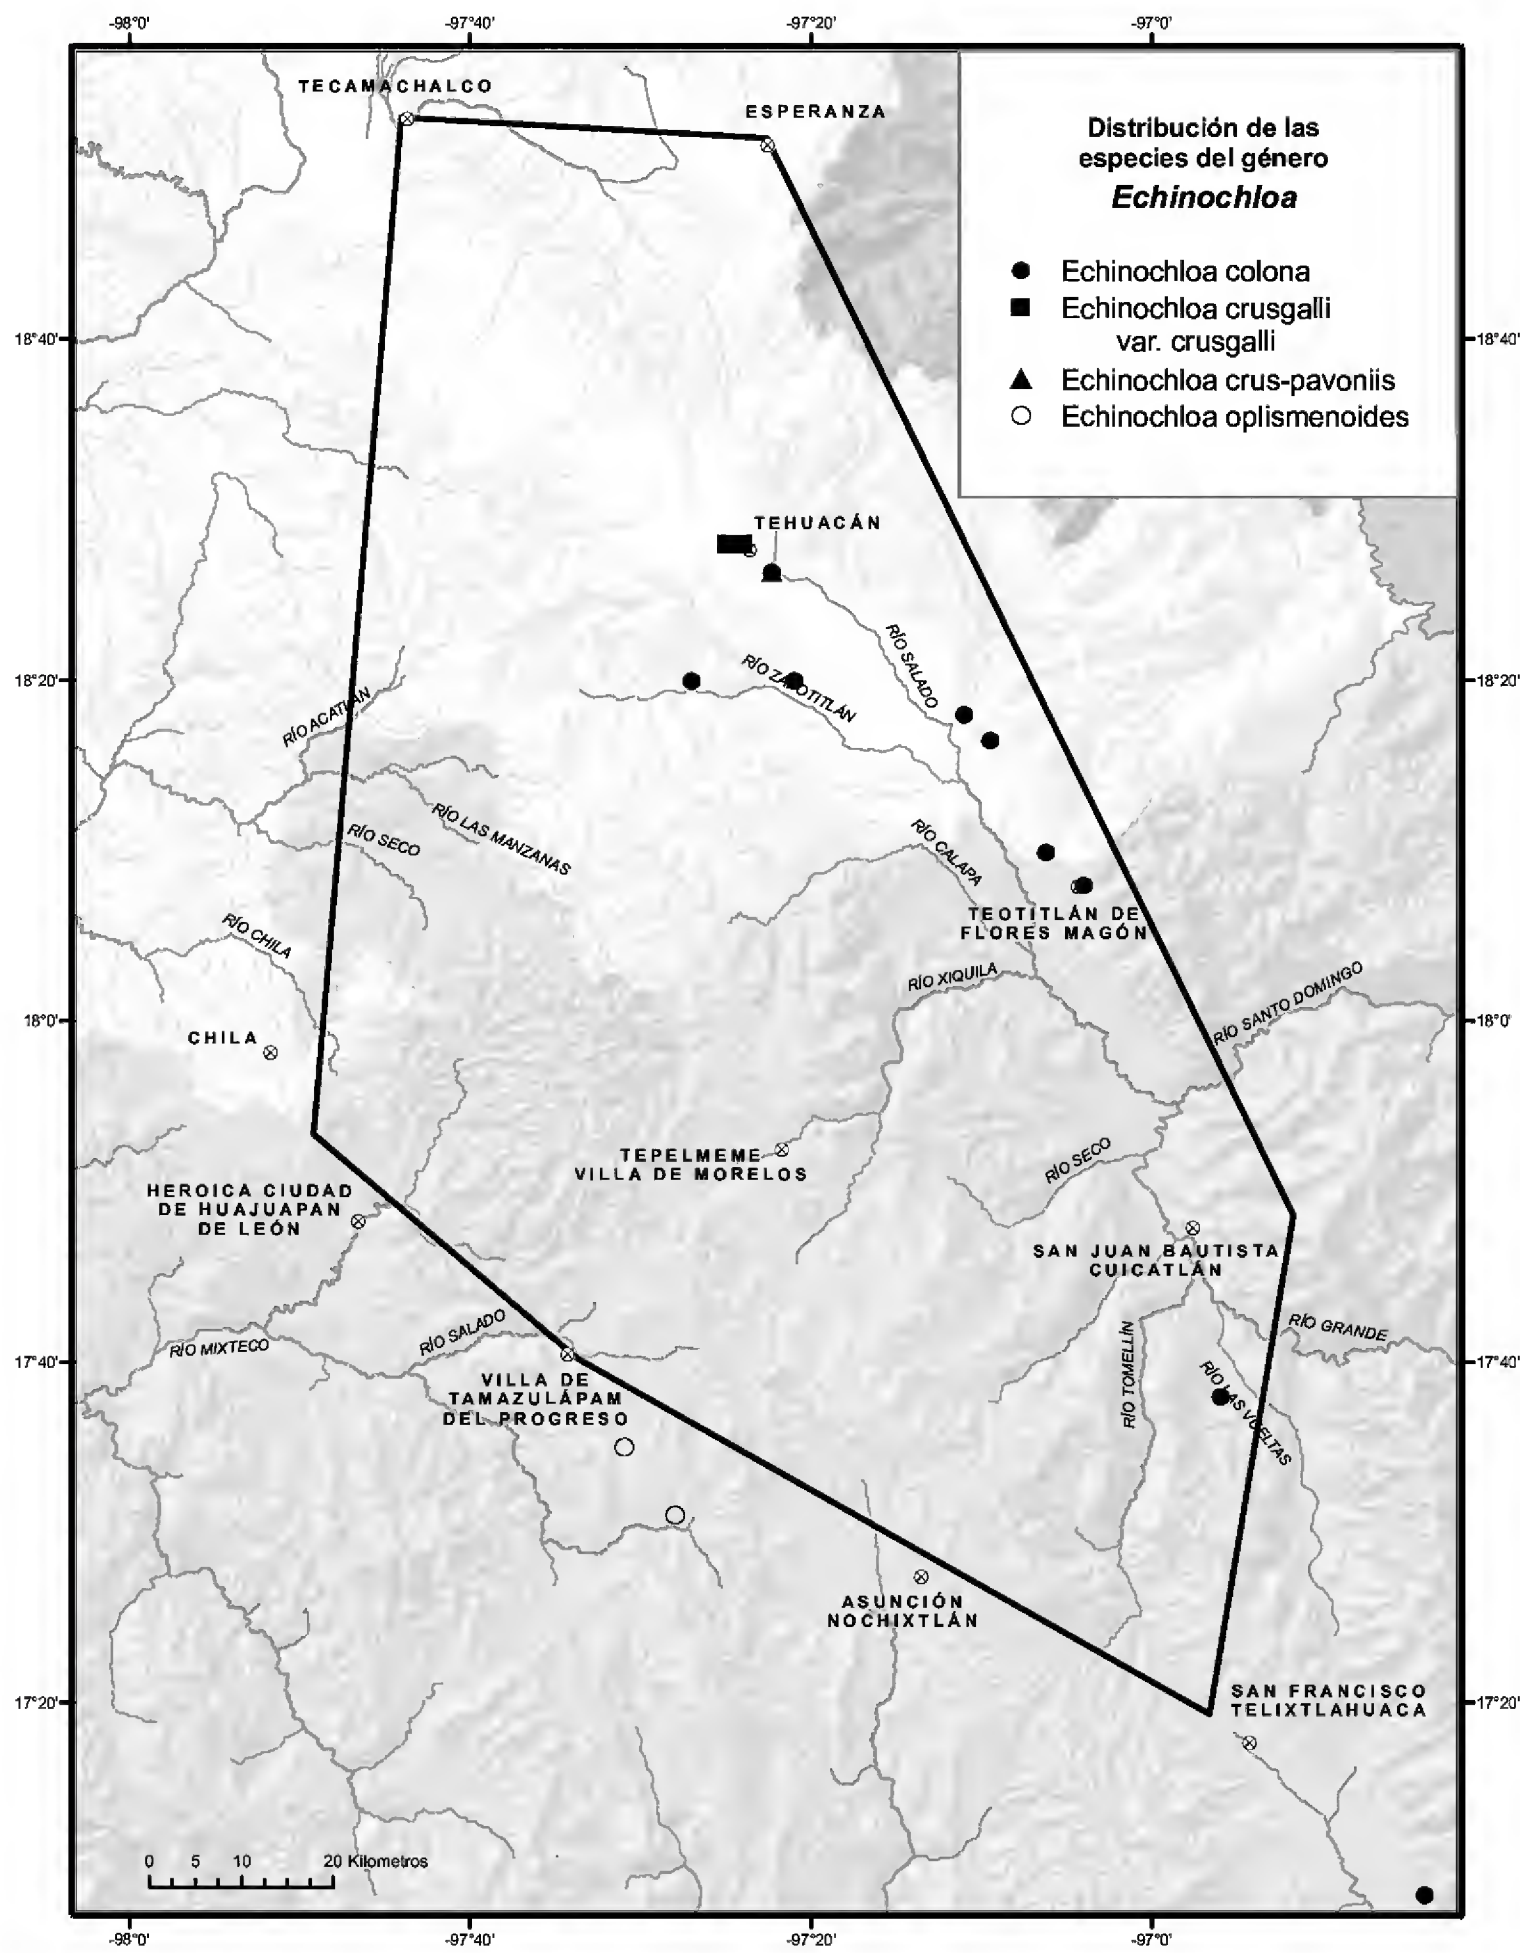 -98°0'
-97°40'
-97°20'
-97°0'
TECAMACHALCO
ESPERANZA
Distribución de las
especies del género
Echinochloa
Echinochloa colona
Echinochloa crusgalli
var. crusgalli
Echinochloa crus-pavoniis
Echinochloa oplismenoides
18°40'
18°40'
TEHUACÁN
RÍO SALADO
RÍO ZAPOTITLÁN
18°20'
18°20'
RÍO ACATLÁN
RÍO LAS MANZANAS
RÍO SECO
RÍO CALAPA
TEOTITLÁN DE
FLORES MAGÓN
RÍO CHILA
RÍO XIQUILA
RÍO SANTO DOMINGO
18°0'
18°0'
CHILA
TEPELMEME
VILLA DE MORELOS
RÍO SECO
HEROICA CIUDAD
DE HUAJUAPAN
DE LEÓN
SAN JUAN BAUTISTA
CUICATLÁN
RÍO GRANDE
RÍO SALADO
RÍO MIXTECO
RÍO TOMELLÍN
17°40'
17°40'
RÍO LAS VUELTAS
VILLA DE
TAMAZULÁPAM
DEL PROGRESO
ASUNCIÓN
NOCHIXTLÁN
SAN FRANCISCO
TELIXTLAHUACA
17°20'
17°20'
0 5 10 20 Kilometros
-98°0'
-97°40'
-97°20'
-97°0'